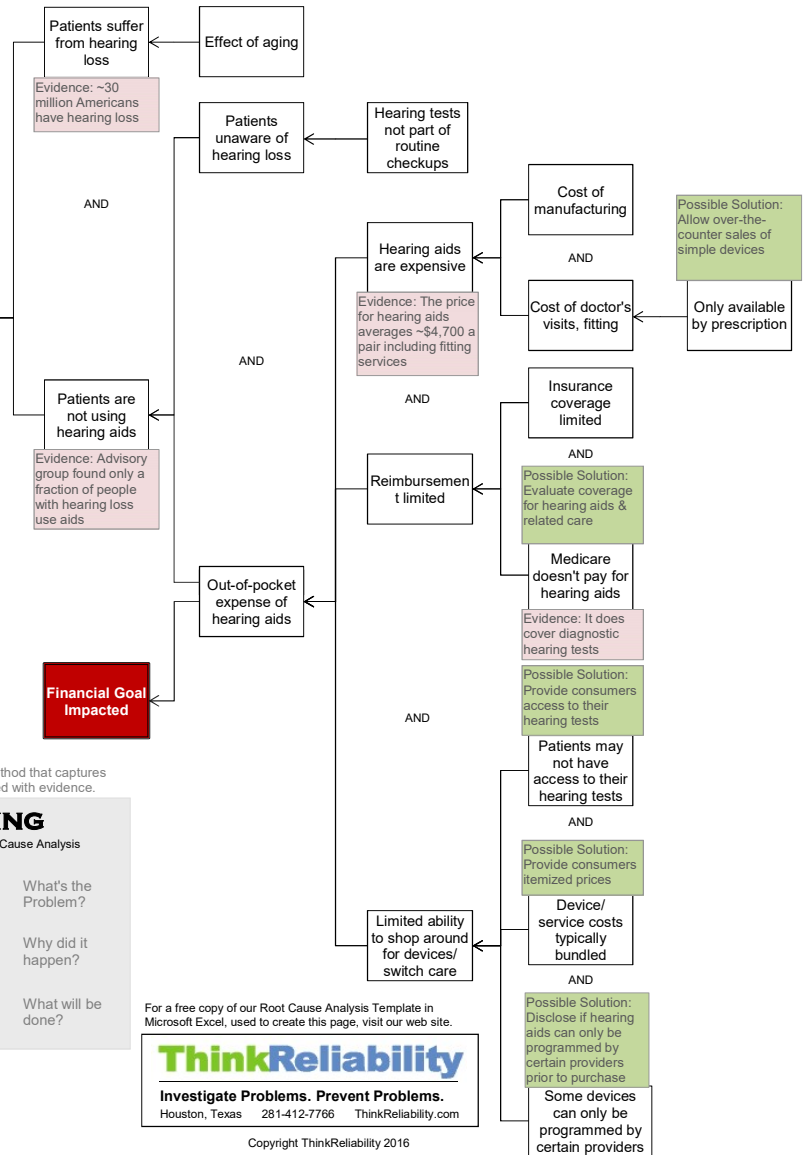 Patients suffer
from hearing
loss
Effect of aging
Evidence: ~30
million Americans
have hearing loss
Patients
unaware of
hearing loss
Hearing tests
not part of
routine
checkups
AND
Cost of
manufacturing
Possible Solution:
Allow over-the-
counter sales of
simple devices
Hearing aids
are expensive
AND
Evidence: The price
for hearing aids
averages ~$4,700 a
pair including fitting
services
Cost of doctor's
visits, fitting
Only available
by prescription
AND
Patients are
not using
hearing aids
AND
Insurance
coverage
limited
Evidence: Advisory
group found only a
fraction of people
with hearing loss
use aids
AND
Reimbursemen
t limited
Possible Solution:
Evaluate coverage
for hearing aids &
related care
Medicare
doesn't pay for
hearing aids
Out-of-pocket
expense of
hearing aids
Evidence: It does
cover diagnostic
hearing tests
Financial Goal
Impacted
Possible Solution:
Provide consumers
access to their
hearing tests
AND
Patients may
not have
access to their
hearing tests
thod that captures
ed with evidence.
AND
ING
Cause Analysis
Possible Solution:
Provide consumers
itemized prices
What's the
Problem?
Device/
service costs
typically
bundled
Limited ability
to shop around
for devices/
switch care
Why did it
happen?
AND
What will be
done?
Possible Solution:
Disclose if hearing
aids can only be
programmed by
certain providers
prior to purchase
For a free copy of our Root Cause Analysis Template in
Microsoft Excel, used to create this page, visit our web site.
ThinkReliability
Investigate Problems. Prevent Problems.
Houston, Texas 281-412-7766 ThinkReliability.com
Some devices
can only be
programmed by
certain providers
Copyright ThinkReliability 2016